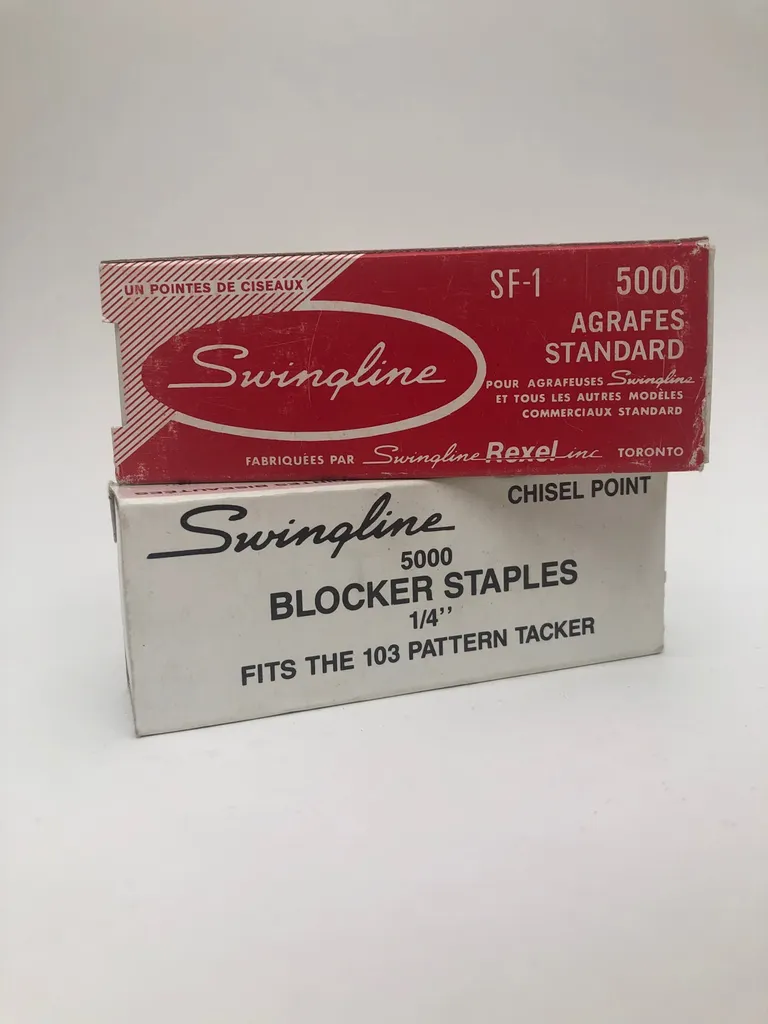 UN POINTES DE CISEAUX
SF-1 5000
AGRAFES
STANDARD
Swingline
POUR AGRAFEUSES Swingline
ET TOUS LES AUTRES MODÈLES
COMMERCIAUX STANDARD
FABRIQUÉES PAR Swingline Rexel inc TORONTO
CHISEL POINT
Swingline
5000
BLOCKER STAPLES
1/4''
FITS THE 103 PATTERN TACKER